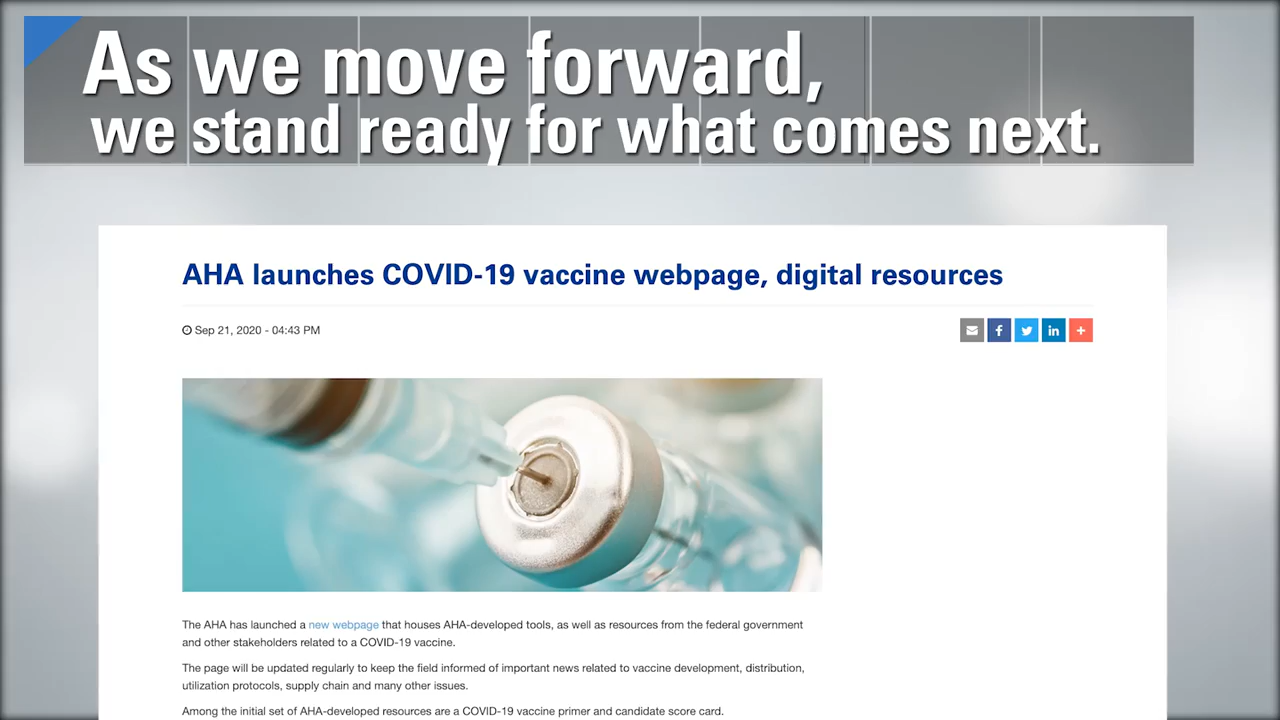 As we move forward,
we stand ready for what comes next.
AHA launches COVID-19 vaccine webpage, digital resources
Sep 21, 2020 - 04:43 PM
The AHA has launched a new webpage that houses AHA-developed tools, as well as resources from the federal government
and other stakeholders related to a COVID-19 vaccine.
The page will be updated regularly to keep the field informed of important news related to vaccine development, distribution,
utilization protocols, supply chain and many other issues.
Among the initial set of AHA-developed resources are a COVID-19 vaccine primer and candidate score card.